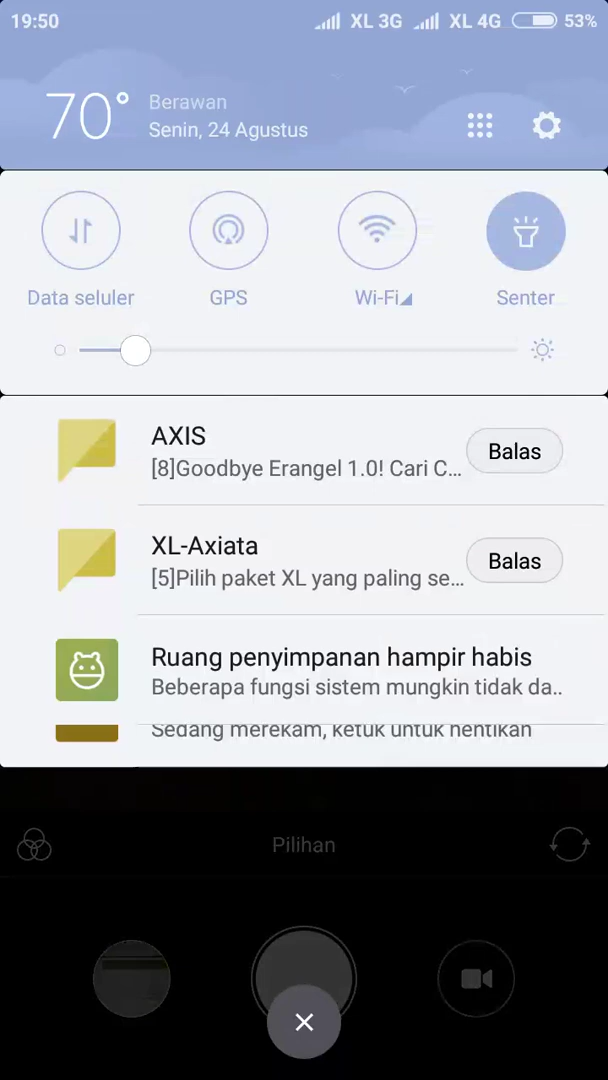 19:50 XL 3G XL 4G 53%
70° Berawan
Senin, 24 Agustus
Data seluler GPS Wi-Fi Senter
AXIS
[8]Goodbye Erangel 1.0! Cari C... Balas
XL-Axiata
[5]Pilih paket XL yang paling se... Balas
Ruang penyimpanan hampir habis
Beberapa fungsi sistem mungkin tidak da..
Sedang merekam, ketuk untuk hentikan
Pilihan